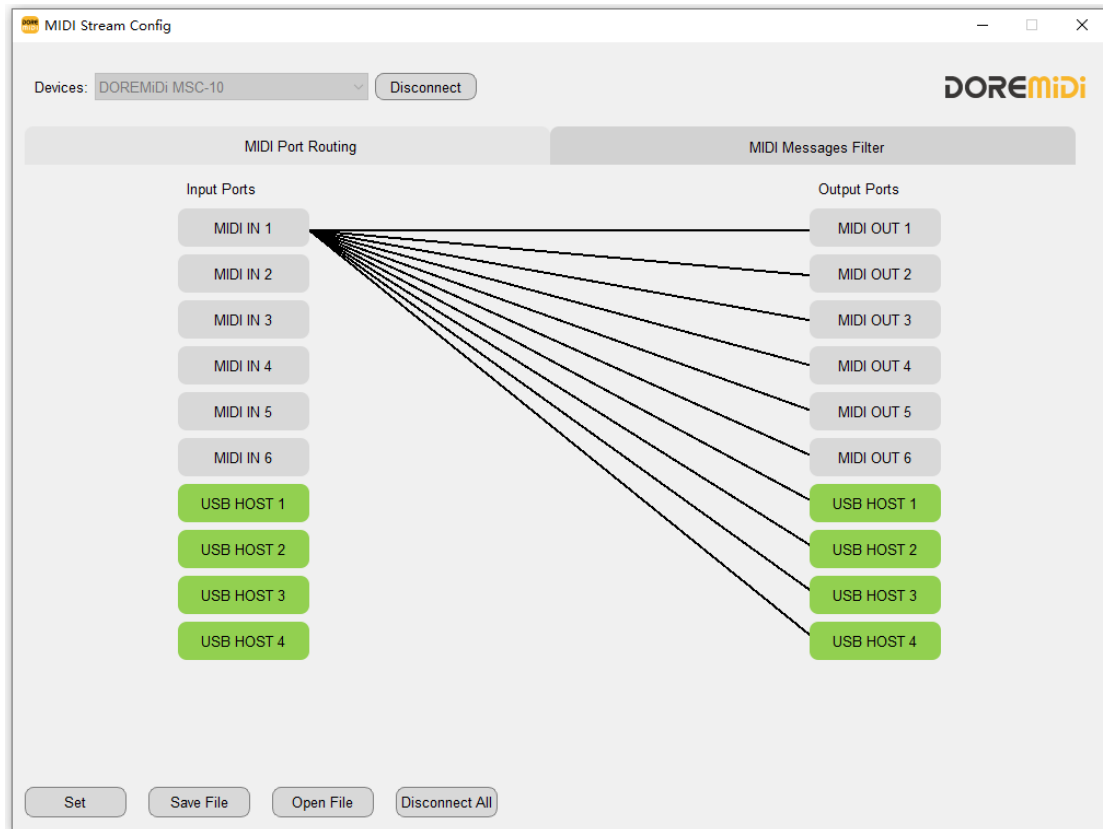 MIDI Stream Config
Devices: DOREMiDi MSC-10 Disconnect
DOREMiDi
MIDI Port Routing MIDI Messages Filter
Input Ports Output Ports
MIDI IN 1 MIDI OUT 1
MIDI IN 2 MIDI OUT 2
MIDI IN 3 MIDI OUT 3
MIDI IN 4 MIDI OUT 4
MIDI IN 5 MIDI OUT 5
MIDI IN 6 MIDI OUT 6
USB HOST 1 USB HOST 1
USB HOST 2 USB HOST 2
USB HOST 3 USB HOST 3
USB HOST 4 USB HOST 4
Set Save File Open File Disconnect All